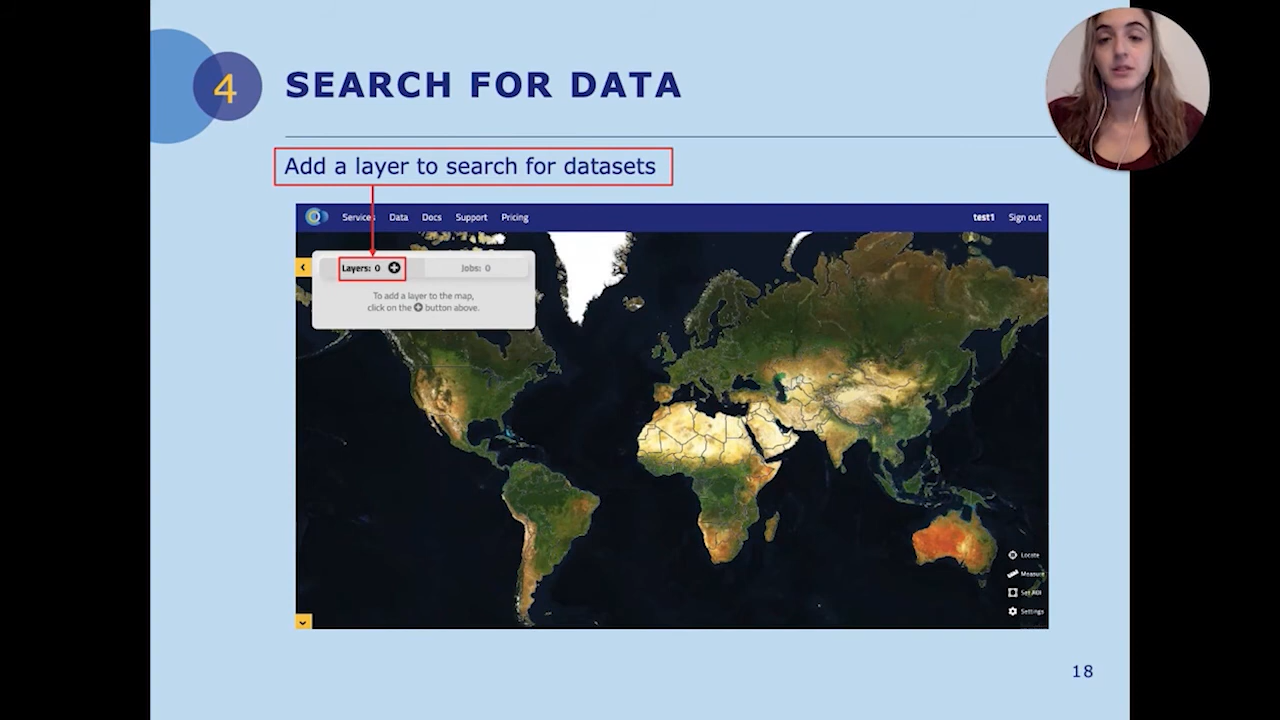 4
SEARCH FOR DATA
Add a layer to search for datasets
Services Data Docs Support Pricing
test1 Sign out
Layers: 0
Jobs: 0
To add a layer to the map,
click on the + button above.
Locate
Measure
Set AOI
Settings
18